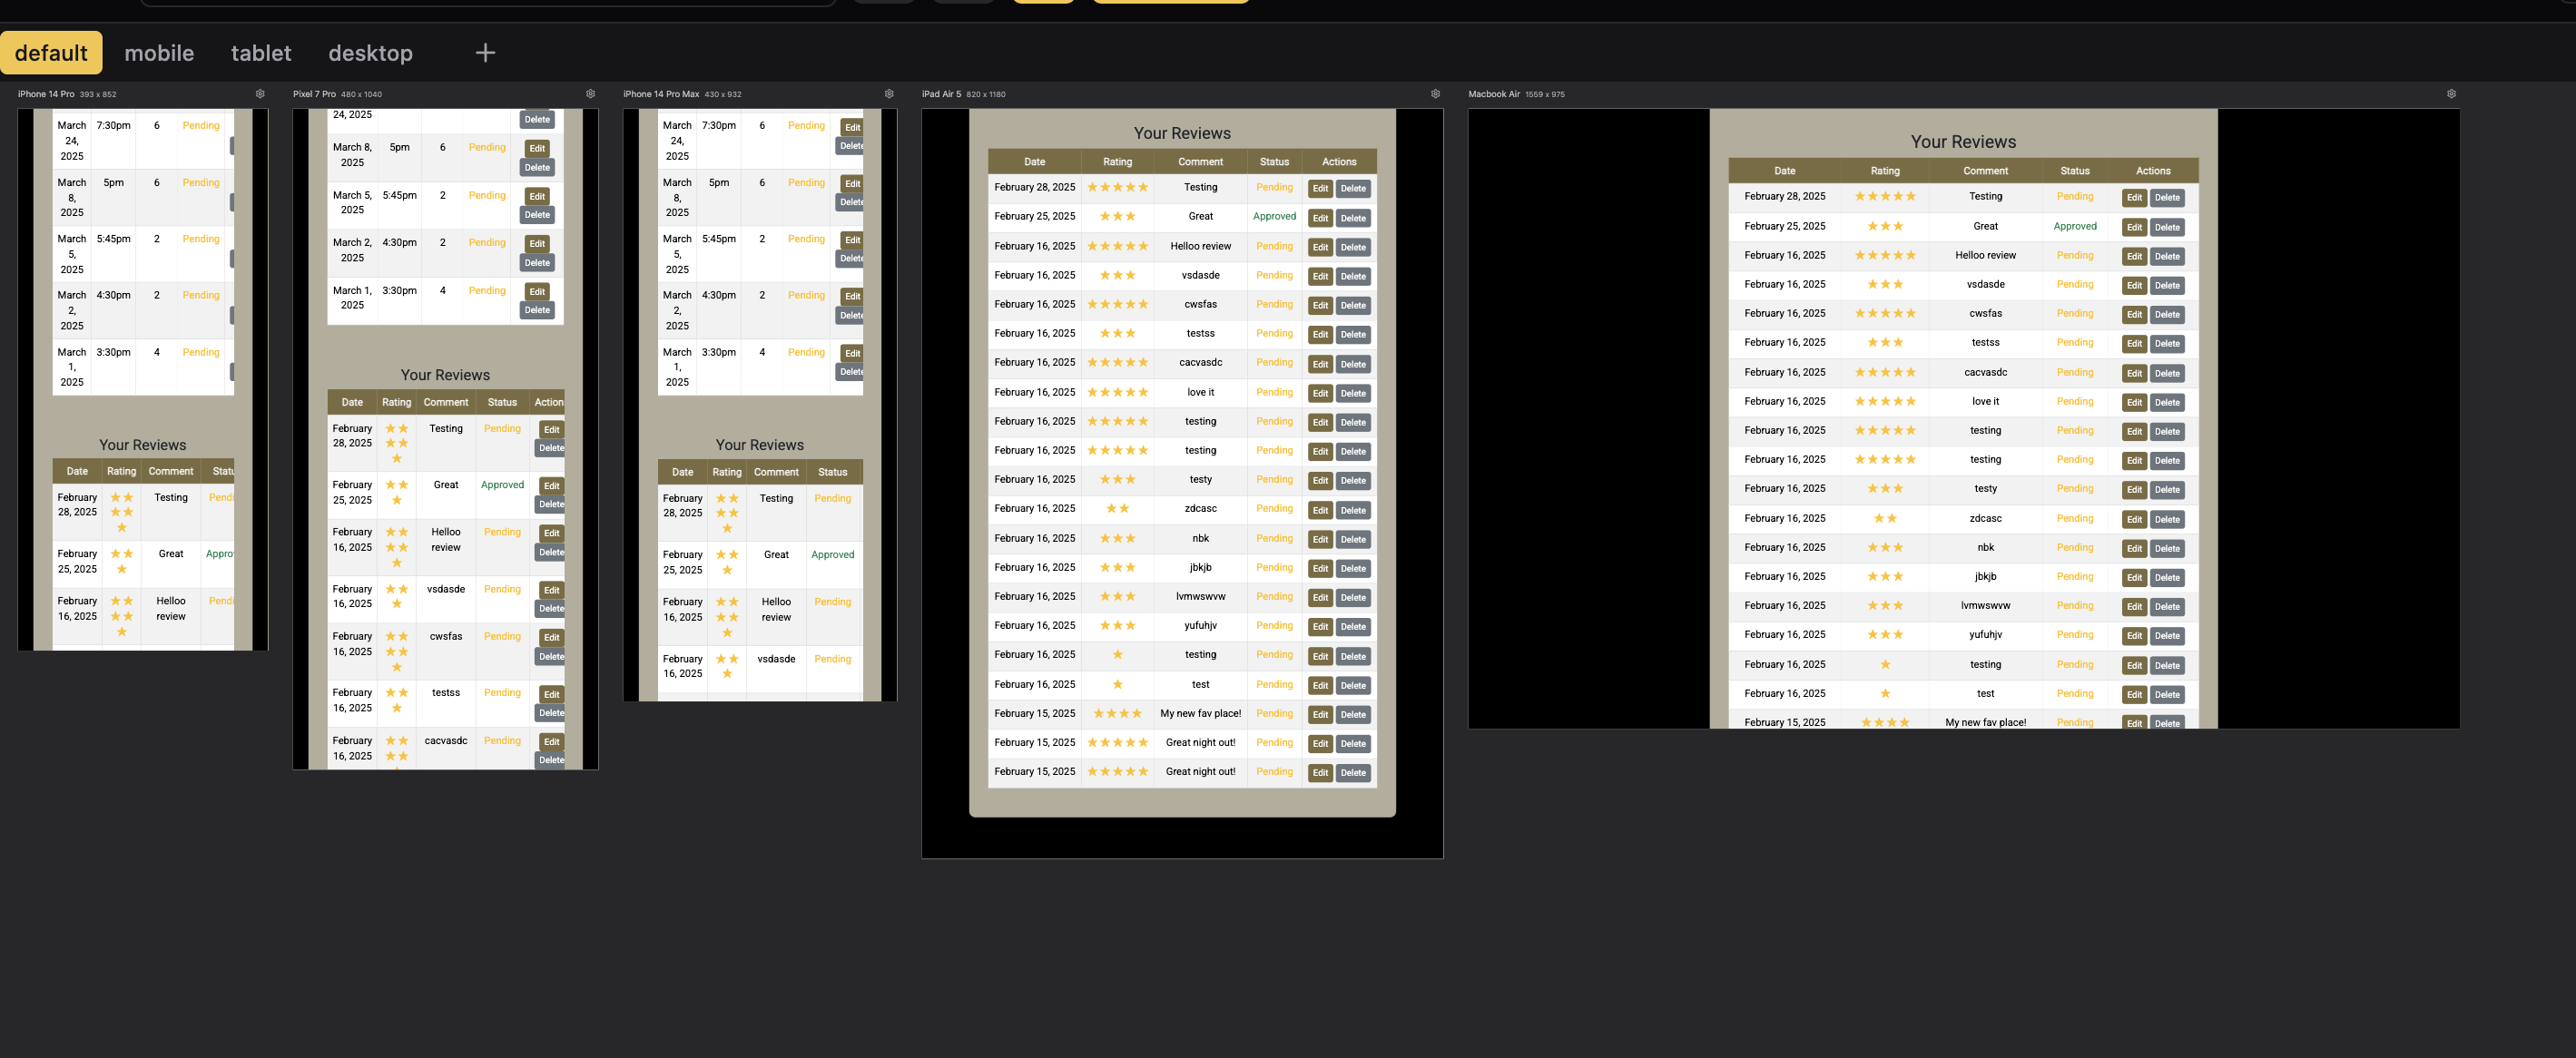 default mobile tablet desktop +
iPhone 14 Pro 393 x 852
March 24, 2025 7:30pm 6 Pending
March 8, 2025 5pm 6 Pending
March 5, 2025 5:45pm 2 Pending
March 2, 2025 4:30pm 2 Pending
March 1, 2025 3:30pm 4 Pending
Your Reviews
Date Rating Comment Statu
February 28, 2025 Testing Pendi
February 25, 2025 Great Appro
February 16, 2025 Helloo review Pendi
Pixel 7 Pro 480 x 1040
24, 2025 Delete
March 8, 2025 5pm 6 Pending Edit Delete
March 5, 2025 5:45pm 2 Pending Edit Delete
March 2, 2025 4:30pm 2 Pending Edit Delete
March 1, 2025 3:30pm 4 Pending Edit Delete
Your Reviews
Date Rating Comment Status Action
February 28, 2025 Testing Pending Edit Delete
February 25, 2025 Great Approved Edit Delete
February 16, 2025 Helloo review Pending Edit Delete
February 16, 2025 vsdasde Pending Edit Delete
February 16, 2025 cwsfas Pending Edit Delete
February 16, 2025 testss Pending Edit Delete
February 16, 2025 cacvasdc Pending Edit Delete
iPhone 14 Pro Max 430 x 932
March 24, 2025 7:30pm 6 Pending Edit Delete
March 8, 2025 5pm 6 Pending Edit Delete
March 5, 2025 5:45pm 2 Pending Edit Delete
March 2, 2025 4:30pm 2 Pending Edit Delete
March 1, 2025 3:30pm 4 Pending Edit Delete
Your Reviews
Date Rating Comment Status
February 28, 2025 Testing Pending
February 25, 2025 Great Approved
February 16, 2025 Helloo review Pending
February 16, 2025 vsdasde Pending
iPad Air 5 820 x 1180
Your Reviews
Date Rating Comment Status Actions
February 28, 2025 Testing Pending Edit Delete
February 25, 2025 Great Approved Edit Delete
February 16, 2025 Helloo review Pending Edit Delete
February 16, 2025 vsdasde Pending Edit Delete
February 16, 2025 cwsfas Pending Edit Delete
February 16, 2025 testss Pending Edit Delete
February 16, 2025 cacvasdc Pending Edit Delete
February 16, 2025 love it Pending Edit Delete
February 16, 2025 testing Pending Edit Delete
February 16, 2025 testing Pending Edit Delete
February 16, 2025 testy Pending Edit Delete
February 16, 2025 zdcasc Pending Edit Delete
February 16, 2025 nbk Pending Edit Delete
February 16, 2025 jbkjb Pending Edit Delete
February 16, 2025 lvmwswvw Pending Edit Delete
February 16, 2025 yufuhjv Pending Edit Delete
February 16, 2025 testing Pending Edit Delete
February 16, 2025 test Pending Edit Delete
February 15, 2025 My new fav place! Pending Edit Delete
February 15, 2025 Great night out! Pending Edit Delete
February 15, 2025 Great night out! Pending Edit Delete
Macbook Air 1559 x 975
Your Reviews
Date Rating Comment Status Actions
February 28, 2025 Testing Pending Edit Delete
February 25, 2025 Great Approved Edit Delete
February 16, 2025 Helloo review Pending Edit Delete
February 16, 2025 vsdasde Pending Edit Delete
February 16, 2025 cwsfas Pending Edit Delete
February 16, 2025 testss Pending Edit Delete
February 16, 2025 cacvasdc Pending Edit Delete
February 16, 2025 love it Pending Edit Delete
February 16, 2025 testing Pending Edit Delete
February 16, 2025 testing Pending Edit Delete
February 16, 2025 testy Pending Edit Delete
February 16, 2025 zdcasc Pending Edit Delete
February 16, 2025 nbk Pending Edit Delete
February 16, 2025 jbkjb Pending Edit Delete
February 16, 2025 lvmwswvw Pending Edit Delete
February 16, 2025 yufuhjv Pending Edit Delete
February 16, 2025 testing Pending Edit Delete
February 16, 2025 test Pending Edit Delete
February 15, 2025 My new fav place! Pending Edit Delete